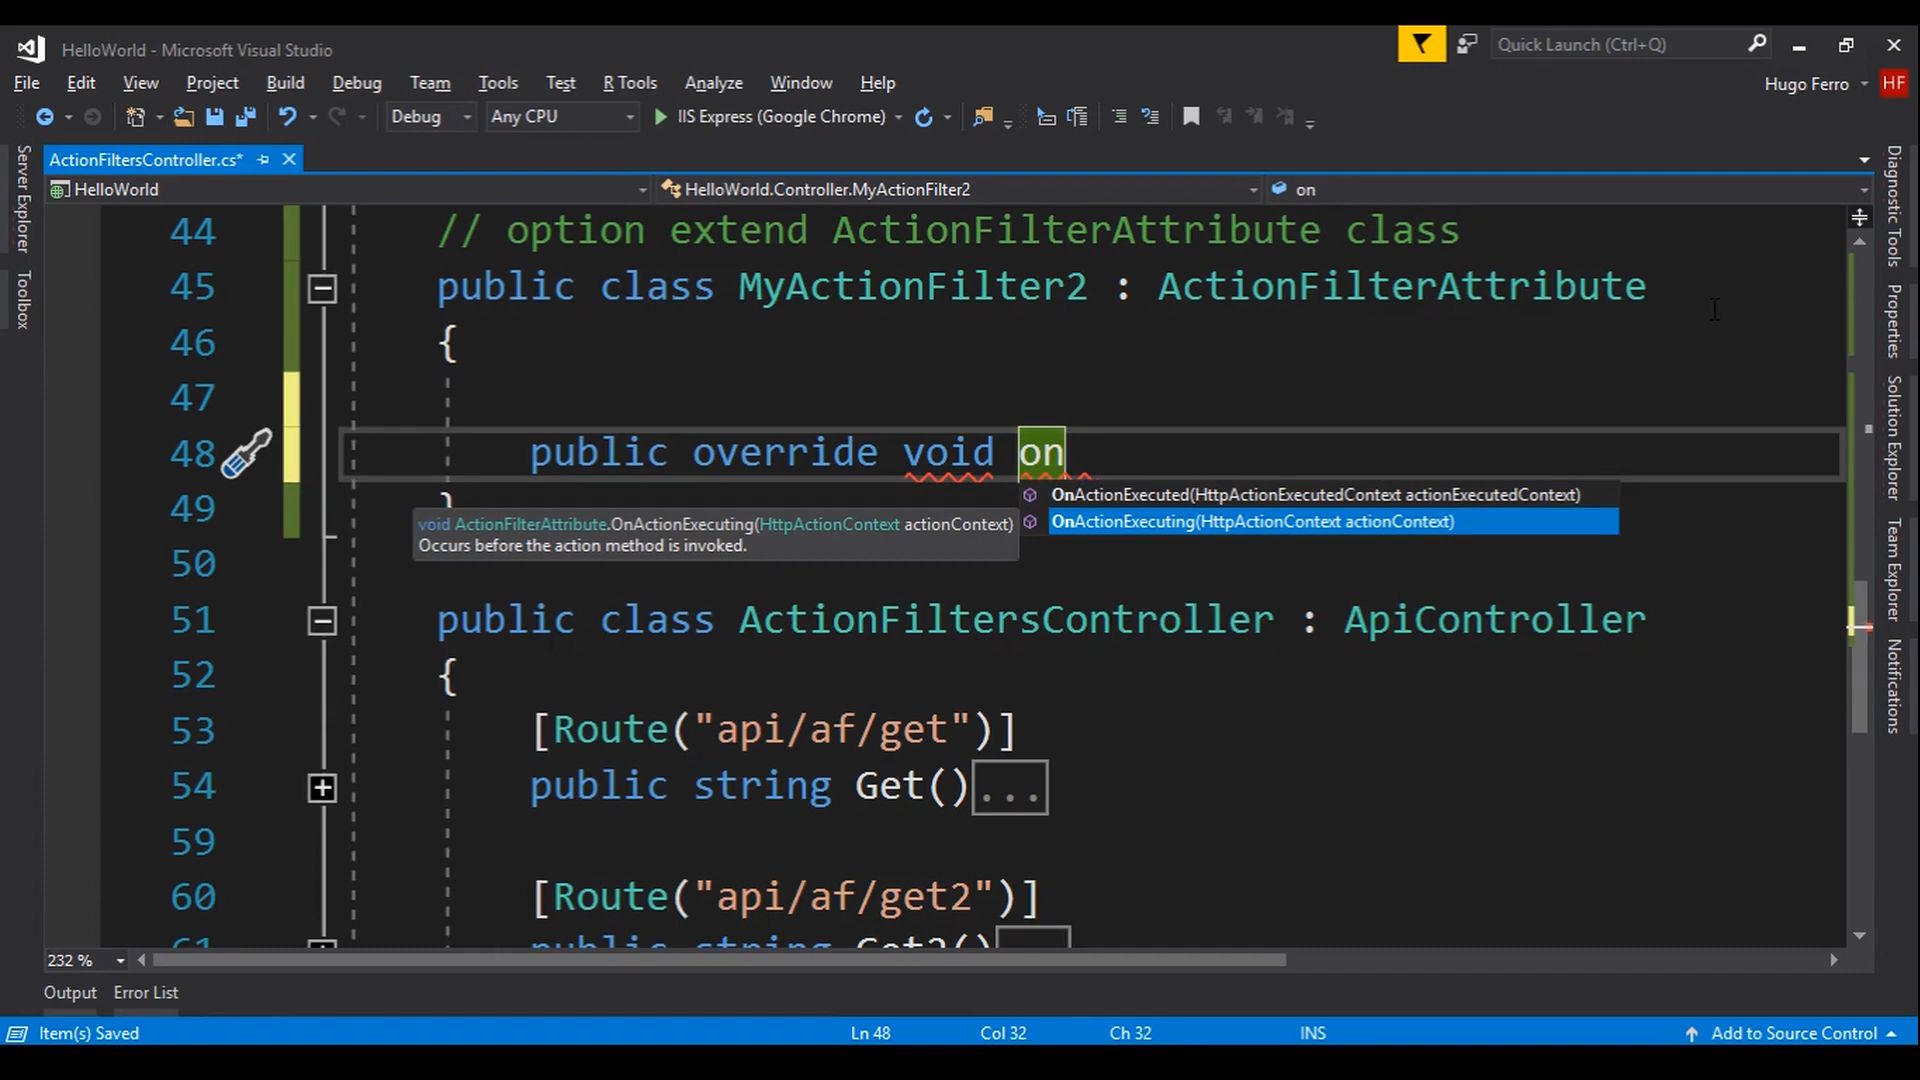 HelloWorld - Microsoft Visual Studio
Quick Launch (Ctrl+Q)
File Edit View Project Build Debug Team Tools Test R Tools Analyze Window Help
Hugo Ferro HF
Debug Any CPU IIS Express (Google Chrome)
ActionFiltersController.cs*
HelloWorld HelloWorld.Controller.MyActionFilter2 on
Server Explorer
Toolbox
44 // option extend ActionFilterAttribute class
45 public class MyActionFilter2 : ActionFilterAttribute
46 {
47
48 public override void on
OnActionExecuted(HttpActionExecutedContext actionExecutedContext)
OnActionExecuting(HttpActionContext actionContext)
49 }
void ActionFilterAttribute.OnActionExecuting(HttpActionContext actionContext)
Occurs before the action method is invoked.
50
51 public class ActionFiltersController : ApiController
52 {
53 [Route("api/af/get")]
54 public string Get()...
59
60 [Route("api/af/get2")]
61 public string Get2()
Diagnostic Tools
Properties
Solution Explorer
Team Explorer
Notifications
232 %
Output Error List
Item(s) Saved Ln 48 Col 32 Ch 32 INS Add to Source Control